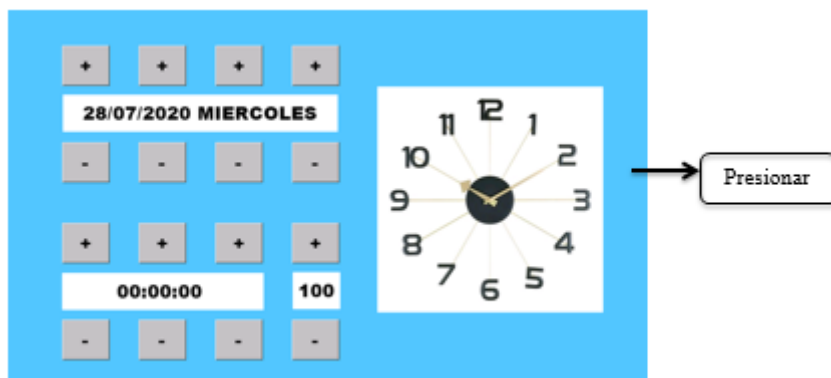 + + + +
28/07/2020 MIERCOLES
- - - -
+ + + +
00:00:00 100
- - - -
12
11 1
10 2
9 3
8 4
7 5
6
Presionar